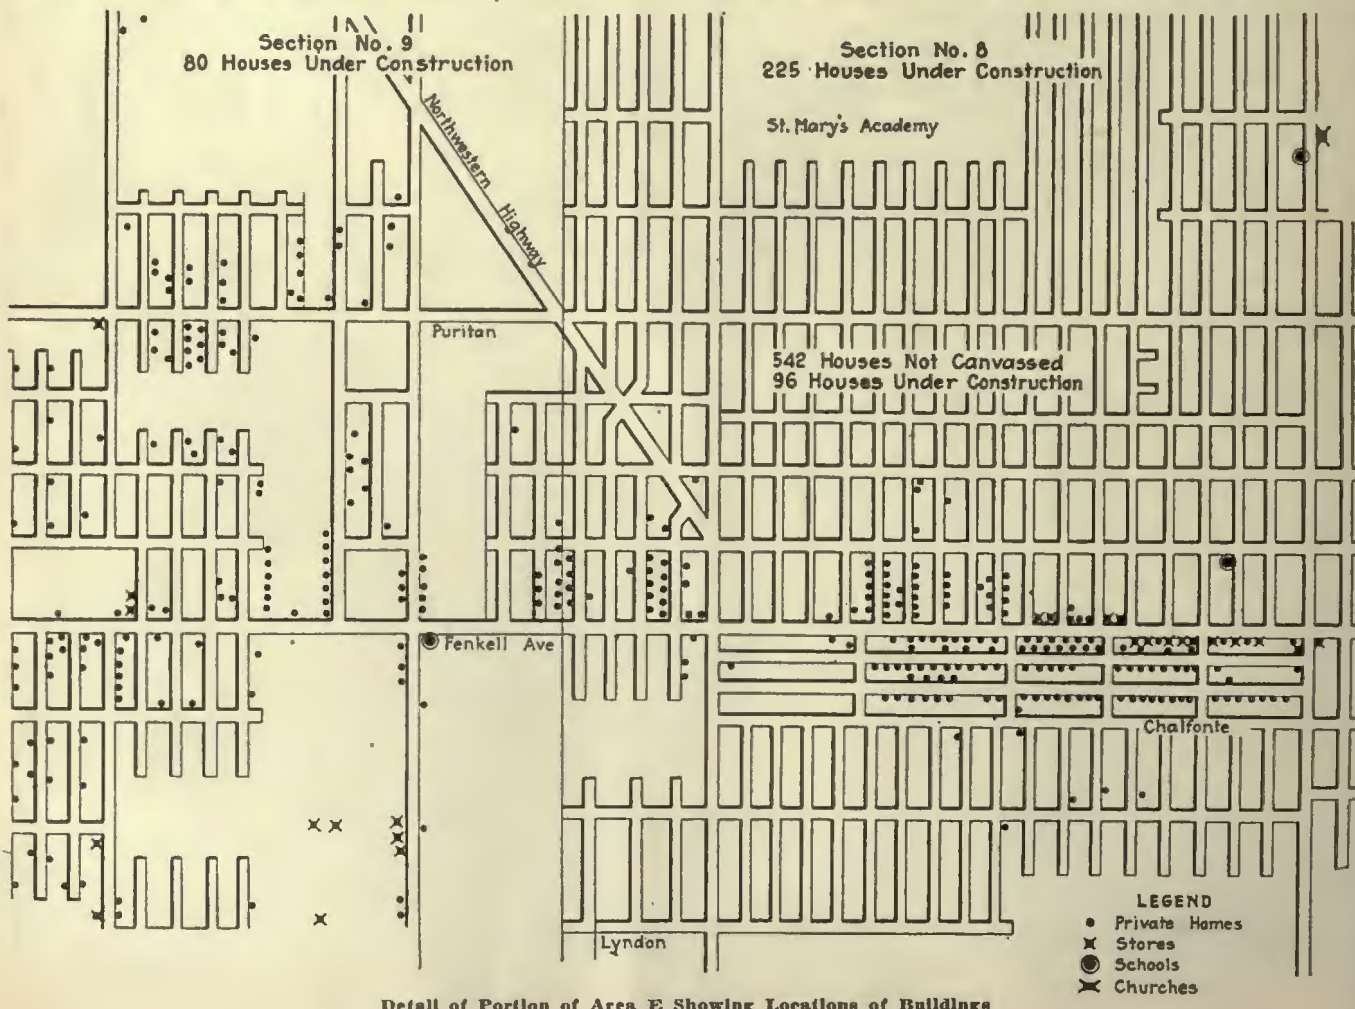 Section No. 9
80 Houses Under Construction
Section No. 8
225 Houses Under Construction
Northwestern Highway
St. Mary's Academy
Puritan
542 Houses Not Canvassed
96 Houses Under Construction
Fenkell Ave
Chalfonte
Lyndon
LEGEND
Private Homes
Stores
Schools
Churches
Detail of Portion of Area E Showing Locations of Buildings